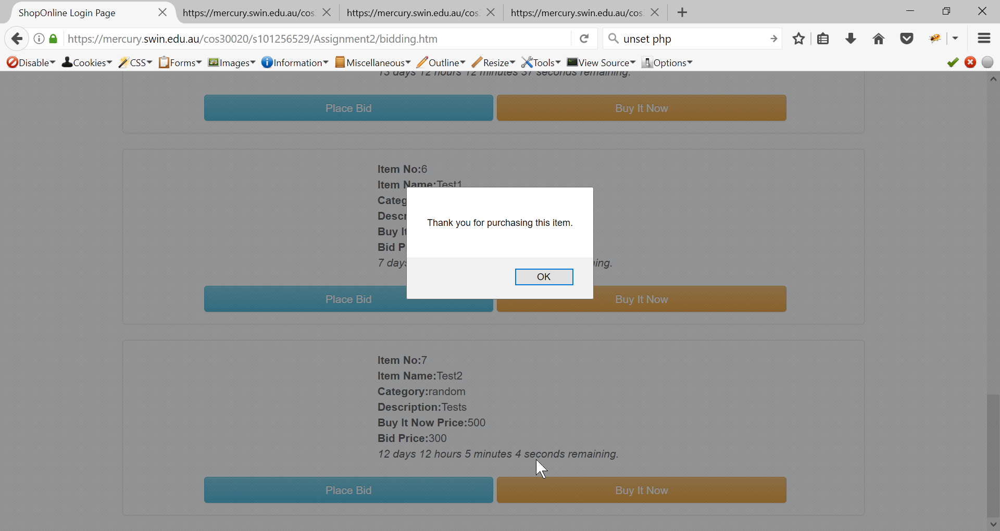 ShopOnline Login Page
https://mercury.swin.edu.au/cos
https://mercury.swin.edu.au/cos
https://mercury.swin.edu.au/cos
https://mercury.swin.edu.au/cos30020/s101256529/Assignment2/bidding.htm
unset php
Disable Cookies CSS Forms Images Information Miscellaneous Outline Resize Tools View Source Options
13 days 12 hours 12 minutes 37 seconds remaining.
Place Bid
Buy It Now
Item No:6
Item Name:Test1
Categ
Descr
Buy It
Bid P
7 days
ing.
Thank you for purchasing this item.
OK
Place Bid
Buy It Now
Item No:7
Item Name:Test2
Category:random
Description:Tests
Buy It Now Price:500
Bid Price:300
12 days 12 hours 5 minutes 4 seconds remaining.
Place Bid
Buy It Now